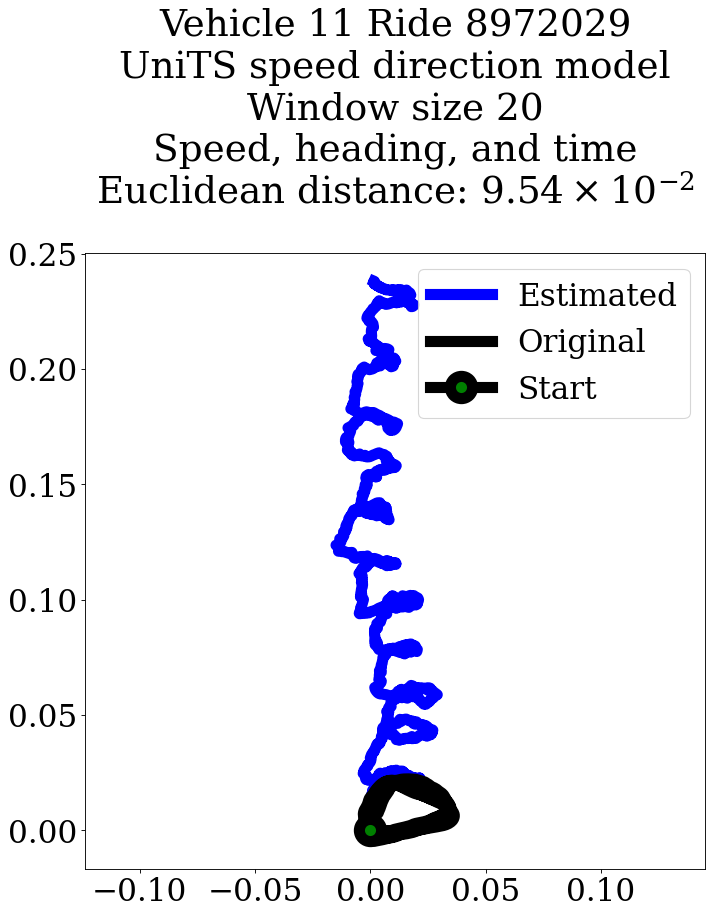 Vehicle 11 Ride 8972029
UniTS speed direction model
Window size 20
Speed, heading, and time
Euclidean distance: 9.54 × 10⁻²
0.25
0.20
0.15
0.10
0.05
0.00
Estimated
Original
Start
−0.10 −0.05 0.00 0.05 0.10